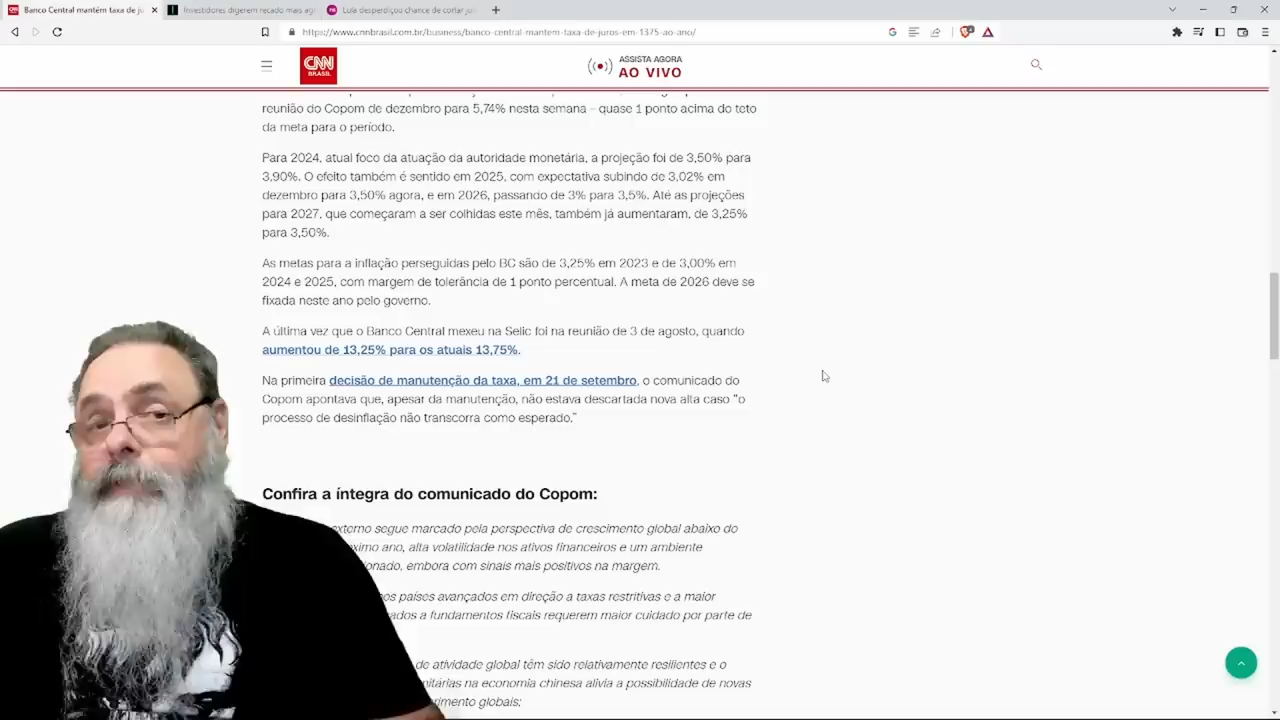 Banco Central mantém taxa de ju
Investidores digerem recado mais ag
Lula desperdiçou chance de cortar jo
https://www.cnnbrasil.com.br/business/banco-central-mantem-taxa-de-juros-em-1375-ao-ano/
CNN
BRASIL
ASSISTA AGORA
AO VIVO
reunião do Copom de dezembro para 5,74% nesta semana – quase 1 ponto acima do teto
da meta para o período.
Para 2024, atual foco da atuação da autoridade monetária, a projeção foi de 3,50% para
3,90%. O efeito também é sentido em 2025, com expectativa subindo de 3,02% em
dezembro para 3,50% agora, e em 2026, passando de 3% para 3,5%. Até as projeções
para 2027, que começaram a ser colhidas este mês, também já aumentaram, de 3,25%
para 3,50%.
As metas para a inflação perseguidas pelo BC são de 3,25% em 2023 e de 3,00% em
2024 e 2025, com margem de tolerância de 1 ponto percentual. A meta de 2026 deve se
fixada neste ano pelo governo.
A última vez que o Banco Central mexeu na Selic foi na reunião de 3 de agosto, quando
aumentou de 13,25% para os atuais 13,75%.
Na primeira decisão de manutenção da taxa, em 21 de setembro, o comunicado do
Copom apontava que, apesar da manutenção, não estava descartada nova alta caso “o
processo de desinflação não transcorra como esperado.”
Confira a íntegra do comunicado do Copom:
externo segue marcado pela perspectiva de crescimento global abaixo do
ximo ano, alta volatilidade nos ativos financeiros e um ambiente
ionado, embora com sinais mais positivos na margem.
países avançados em direção a taxas restritivas e a maior
ados a fundamentos fiscais requerem maior cuidado por parte de
de atividade global têm sido relativamente resilientes e o
nitárias na economia chinesa alivia a possibilidade de novas
rimento globais;